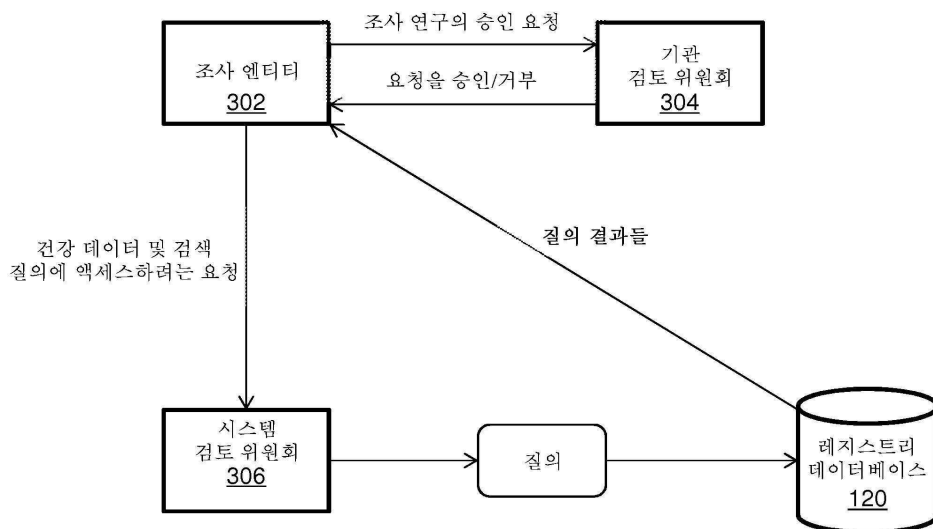 조사 연구의 승인 요청
조사 엔티티
302
기관
검토 위원회
304
요청을 승인/거부
건강 데이터 및 검색
질의에 액세스하려는 요청
질의 결과들
시스템
검토 위원회
306
질의
레지스트리
데이터베이스
120